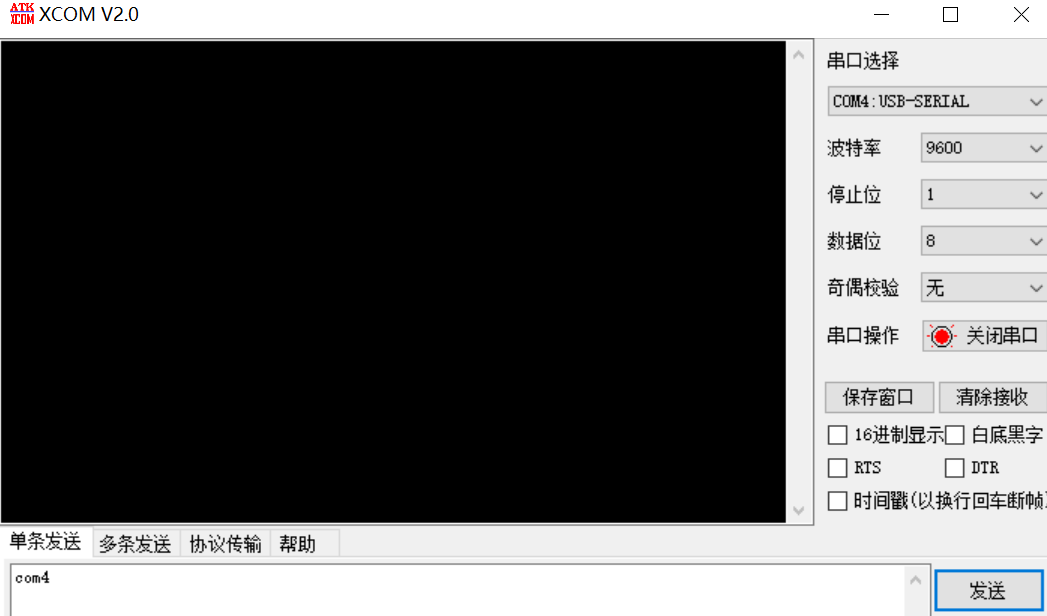 ATK
XCOM XCOM V2.0
串口选择
COM4:USB-SERIAL
波特率 9600
停止位 1
数据位 8
奇偶校验 无
串口操作 关闭串口
保存窗口 清除接收
16进制显示 白底黑字
RTS DTR
时间戳(以换行回车断帧)
单条发送 多条发送 协议传输 帮助
com4
发送